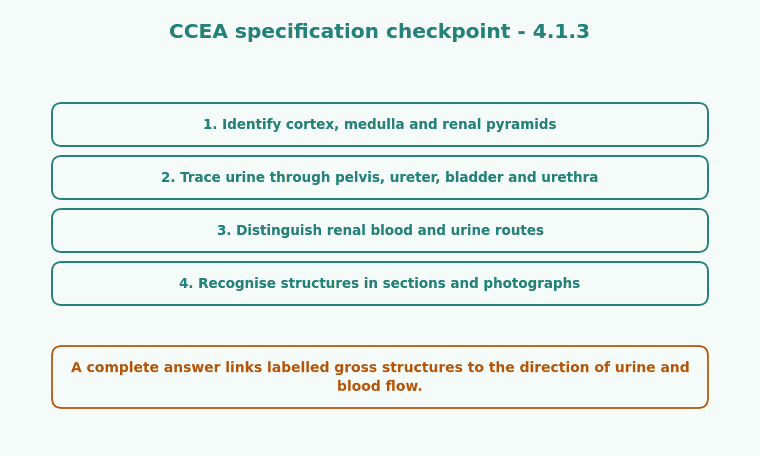 CCEA specification checkpoint - 4.1.3
1. Identify cortex, medulla and renal pyramids
2. Trace urine through pelvis, ureter, bladder and urethra
3. Distinguish renal blood and urine routes
4. Recognise structures in sections and photographs
A complete answer links labelled gross structures to the direction of urine and
blood flow.